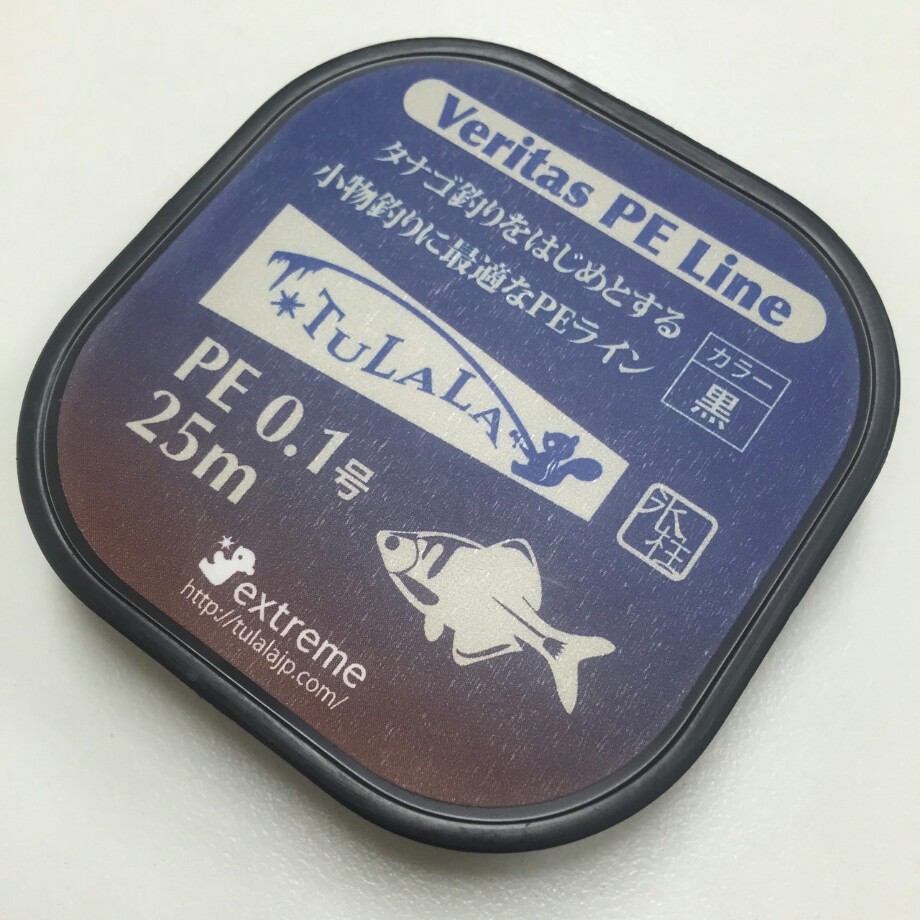 Veritas PE Line
タナゴ釣りをはじめとする
小物釣りに最適なPEライン
カラー
黒
TULALA
PE 0.1号
25m
氷柱
extreme
http://tulalajp.com/